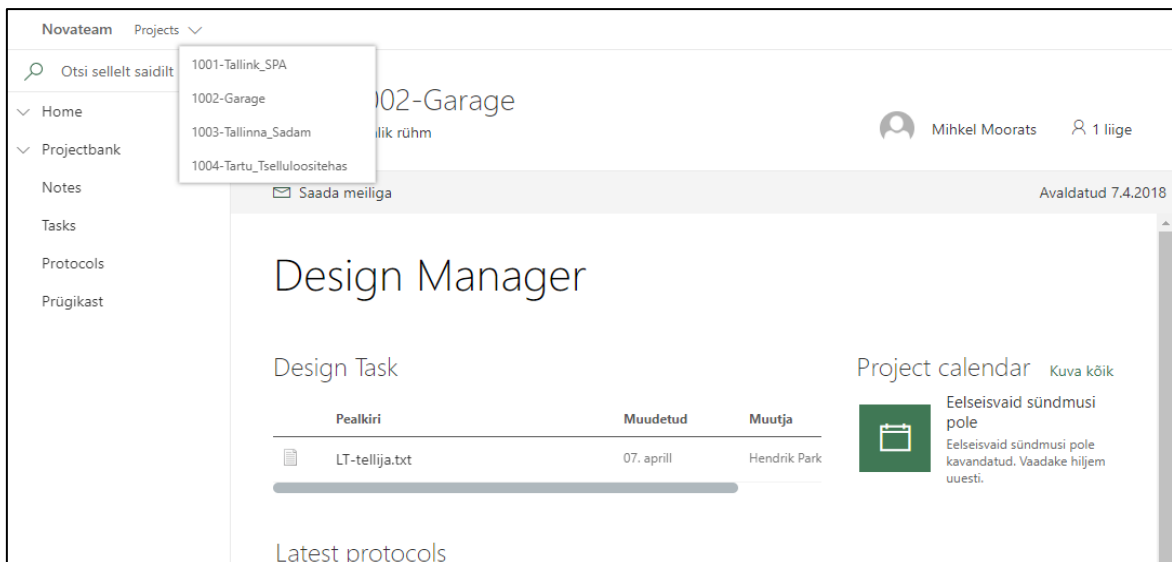 Novateam Projects
Otsi sellelt saidilt
1001-Tallink_SPA
1002-Garage
1003-Tallinna_Sadam
1004-Tartu_Tselluloositehas
Home
Projectbank
Notes
Tasks
Protocols
Prügikast
002-Garage
lik rühm
Mihkel Moorats 1 liige
Saada meiliga Avaldatud 7.4.2018
Design Manager
Design Task
Pealkiri Muudetud Muutja
LT-tellija.txt 07. aprill Hendrik Park
Project calendar Kuva kõik
Eelseisvaid sündmusi
pole
Eelseisvaid sündmusi pole
kavandatud. Vaadake hiljem
uuesti.
Latest protocols